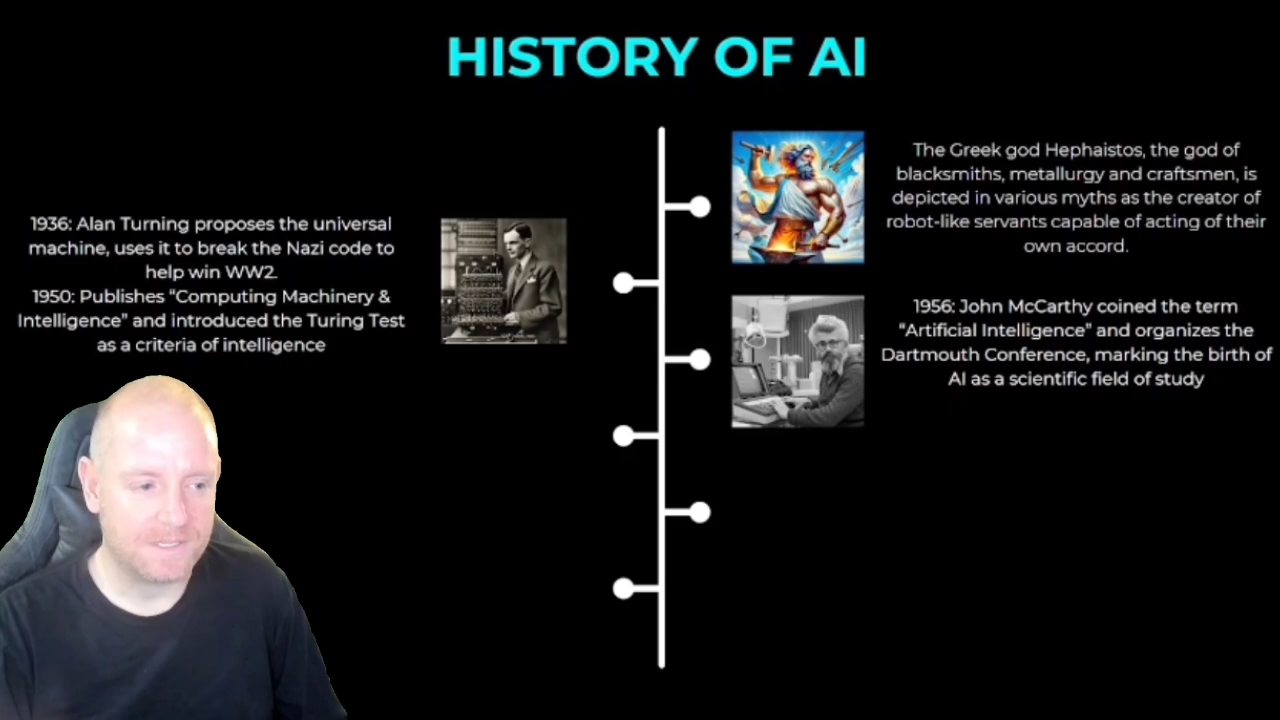 HISTORY OF AI
The Greek god Hephaistos, the god of
blacksmiths, metallurgy and craftsmen, is
depicted in various myths as the creator of
robot-like servants capable of acting of their
own accord.
1936: Alan Turning proposes the universal
machine, uses it to break the Nazi code to
help win WW2.
1950: Publishes “Computing Machinery &
Intelligence” and introduced the Turing Test
as a criteria of intelligence
1956: John McCarthy coined the term
“Artificial Intelligence” and organizes the
Dartmouth Conference, marking the birth of
AI as a scientific field of study